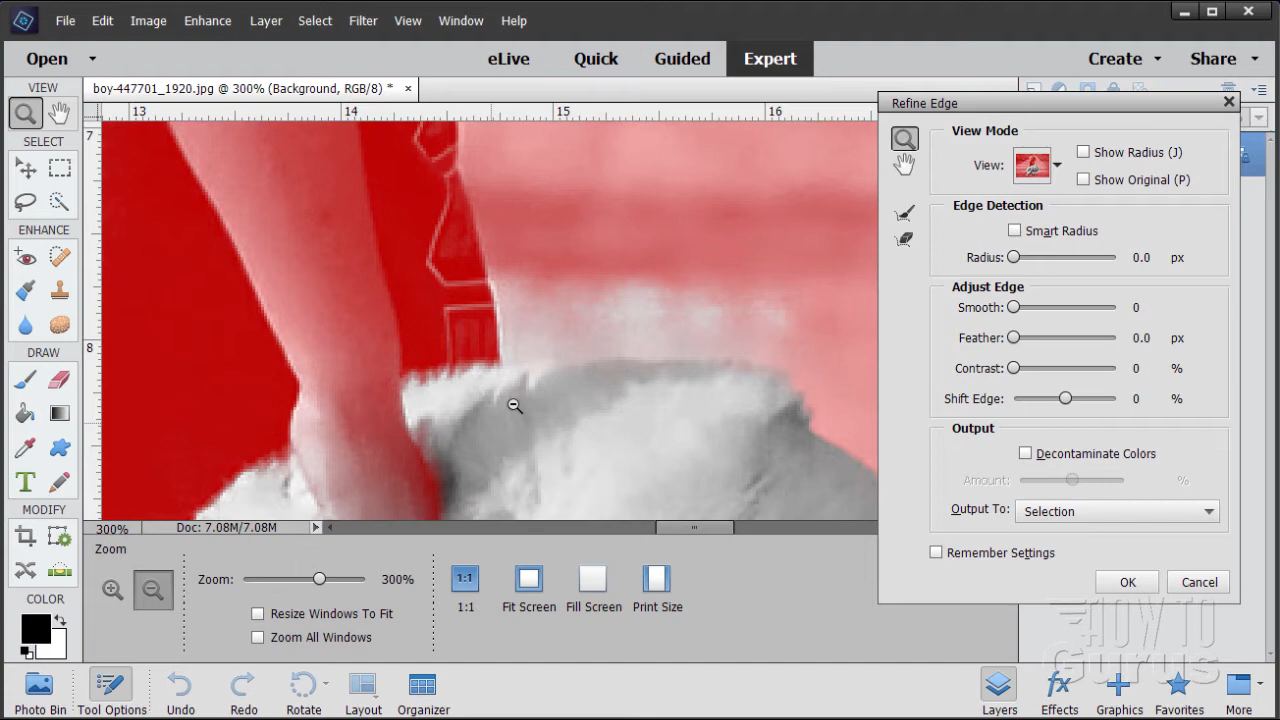 File Edit Image Enhance Layer Select Filter View Window Help
Open eLive Quick Guided Expert Create Share
VIEW
boy-447701_1920.jpg @ 300% (Background, RGB/8) * ×
13 14 15 16
7
8
SELECT
ENHANCE
DRAW
T
MODIFY
COLOR
Refine Edge
View Mode
View:
Show Radius (J)
Show Original (P)
Edge Detection
Smart Radius
Radius: 0.0 px
Adjust Edge
Smooth: 0
Feather: 0.0 px
Contrast: 0 %
Shift Edge: 0 %
Output
Decontaminate Colors
Amount: %
Output To: Selection
Remember Settings
OK Cancel
300% Doc: 7.08M/7.08M
Zoom
Zoom: 300%
Resize Windows To Fit
Zoom All Windows
1:1
1:1 Fit Screen Fill Screen Print Size
HOW TO
Gurus
Photo Bin Tool Options Undo Redo Rotate Layout Organizer
fx
Layers Effects Graphics Favorites More